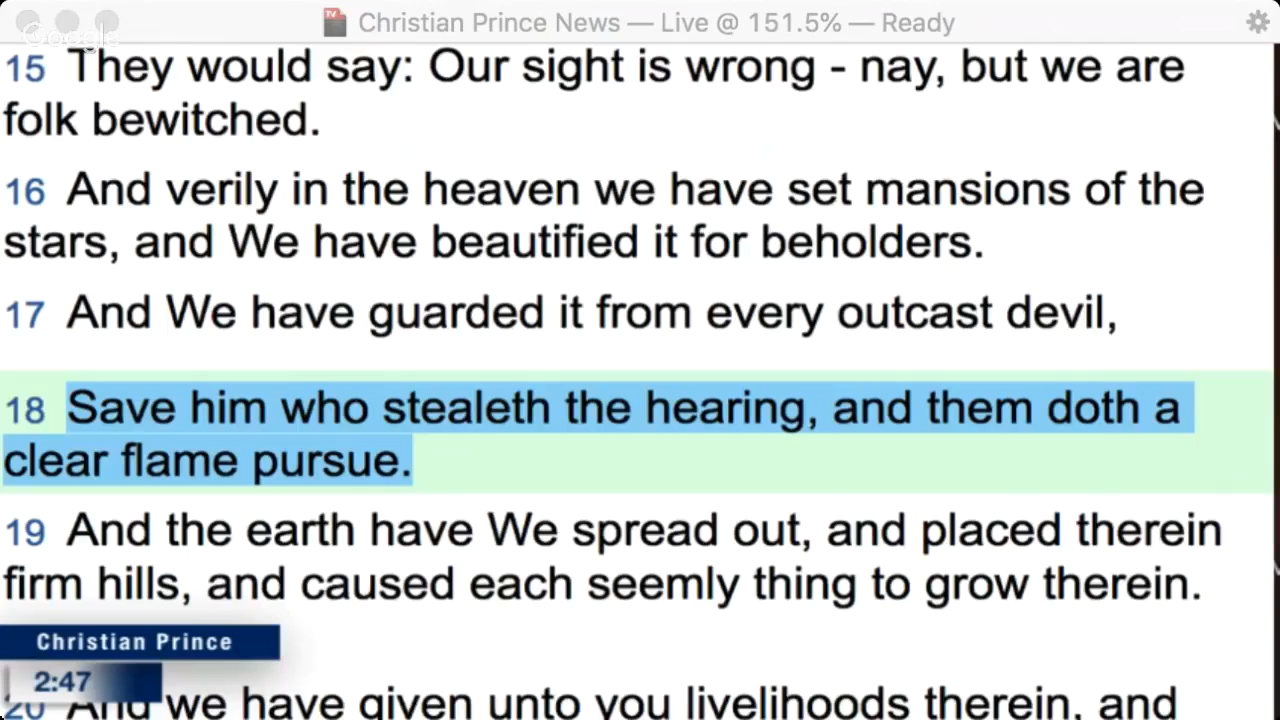 Christian Prince News — Live @ 151.5% — Ready
Google
15 They would say: Our sight is wrong - nay, but we are
folk bewitched.
16 And verily in the heaven we have set mansions of the
stars, and We have beautified it for beholders.
17 And We have guarded it from every outcast devil,
18 Save him who stealeth the hearing, and them doth a
clear flame pursue.
19 And the earth have We spread out, and placed therein
firm hills, and caused each seemly thing to grow therein.
Christian Prince
2:47
20 And we have given unto you livelihoods therein, and